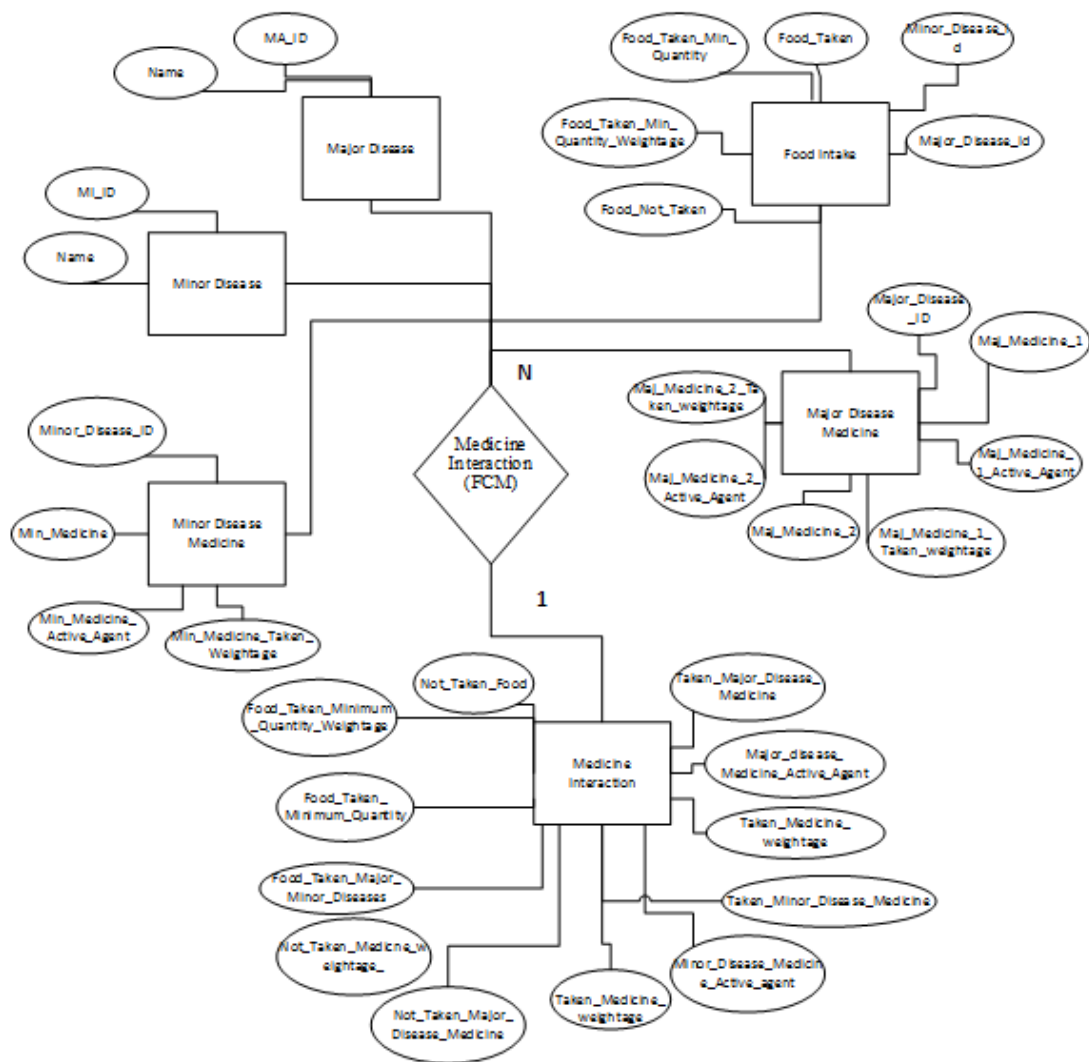 MA_ID
Name
Major Disease
MI_ID
Name
Minor Disease
Food_Taken_Min_
Quantity
Food_Taken
Minor_Disease_I
d
Food_Taken_Min_
Quantity_Weightage
Food Intake
Major_Disease_Id
Food_Not_Taken
Major_Disease
_ID
Maj_Medicine_1
Maj_Medicine_2_Ta
ken_weightage
Major Disease
Medicine
Maj_Medicine_2_
Active_Agent
Maj_Medicine_
1_Active_Agent
Maj_Medicine_2
Maj_Medicine_1_
Taken_weightage
N
Medicine
Interaction
(FCM)
1
Minor_Disease_ID
Min_Medicine
Minor Disease
Medicine
Min_Medicine_
Active_Agent
Min_Medicine_Taken_
Weightage
Not_Taken_Food
Food_Taken_Minimum
_Quantity_Weightage
Taken_Major_Disease_
Medicine
Medicine
Interaction
Major_disease_
Medicine_Active_Agent
Food_Taken_
Minimum_Quantity
Taken_Medicine_
weightage
Food_Taken_Major_
Minor_Diseases
Taken_Minor_Disease_Medicine
Not_Taken_Medicne_w
eightage_
Minor_Disease_Medicin
e_Active_agent
Taken_Medicine_
weightage
Not_Taken_Major_
Disease_Medicine